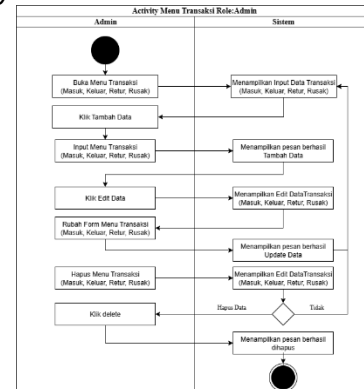 Activity Menu Transaksi Role:Admin
Admin
Sistem
Buka Menu Transaksi
(Masuk, Keluar, Retur, Rusak)
Menampilkan Input Data Transaksi
(Masuk, Keluar, Retur, Rusak)
Klik Tambah Data
Input Menu Transaksi
(Masuk, Keluar, Retur, Rusak)
Menampilkan pesan berhasil
Tambah Data
Klik Edit Data
Menampilkan Edit DataTransaksi
(Masuk, Keluar, Retur, Rusak)
Rubah Form Menu Transaksi
(Masuk, Keluar, Retur, Rusak)
Menampilkan pesan berhasil
Update Data
Hapus Menu Transaksi
(Masuk, Keluar, Retur, Rusak)
Menampilkan Edit DataTransaksi
(Masuk, Keluar, Retur, Rusak)
Hapus Data
Tidak
Klik delete
Menampilkan pesan berhasil
dihapus